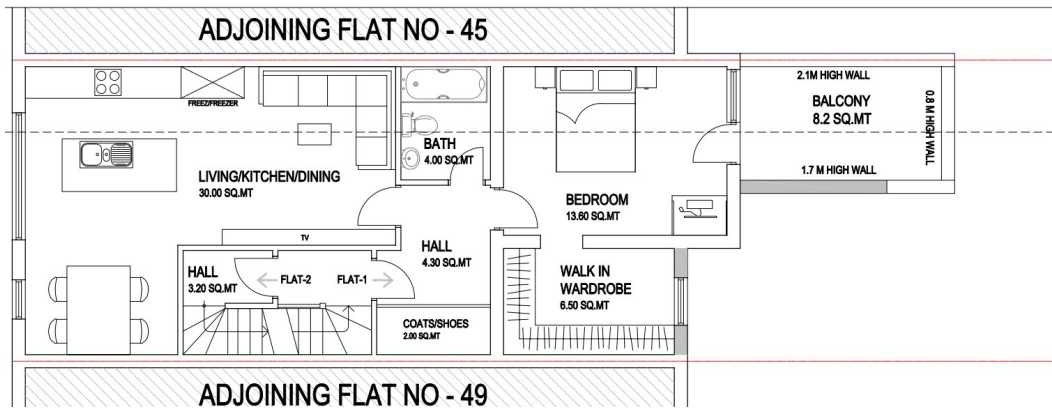 ADJOINING FLAT NO - 45
2.1M HIGH WALL
BALCONY
8.2 SQ.MT
0.8 M HIGH WALL
1.7 M HIGH WALL
FREEZ/FREEZER
BATH
4.00 SQ.MT
LIVING/KITCHEN/DINING
30.00 SQ.MT
BEDROOM
13.60 SQ.MT
TV
HALL
4.30 SQ.MT
HALL
3.20 SQ.MT
FLAT-2
FLAT-1
WALK IN
WARDROBE
6.50 SQ.MT
COATS/SHOES
2.00 SQ.MT
ADJOINING FLAT NO - 49